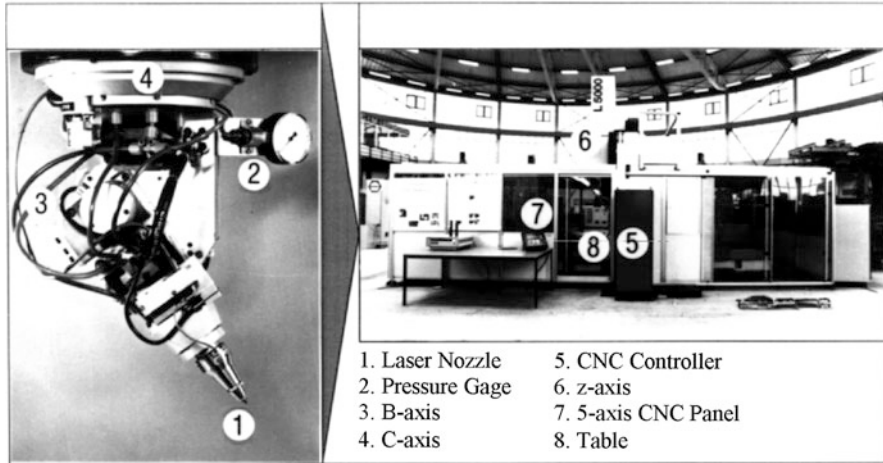 4
2
3
1
L 5000
6
7
8
5
1. Laser Nozzle
2. Pressure Gage
3. B-axis
4. C-axis
5. CNC Controller
6. z-axis
7. 5-axis CNC Panel
8. Table